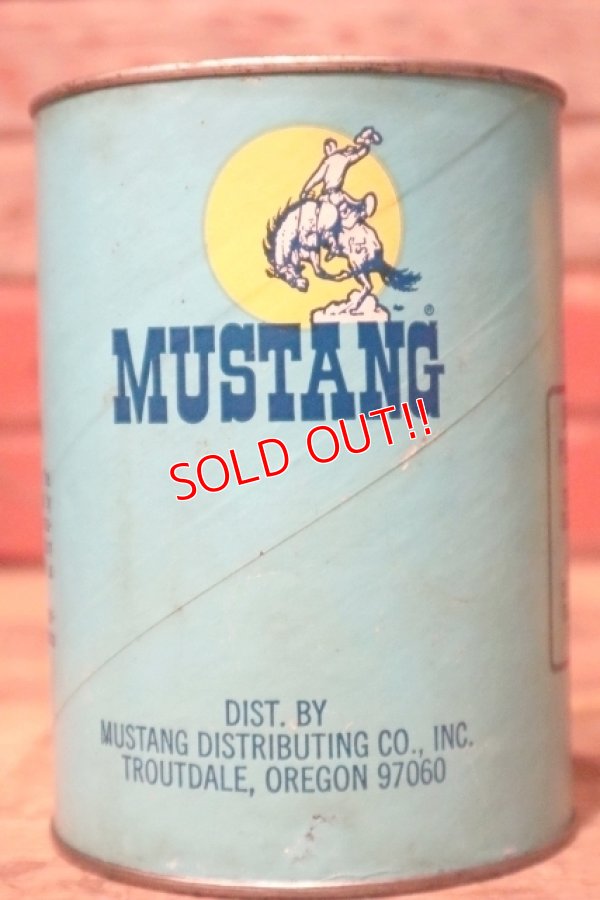 MUSTANG®
SOLD OUT!!
DIST. BY
MUSTANG DISTRIBUTING CO., INC.
TROUTDALE, OREGON 97060